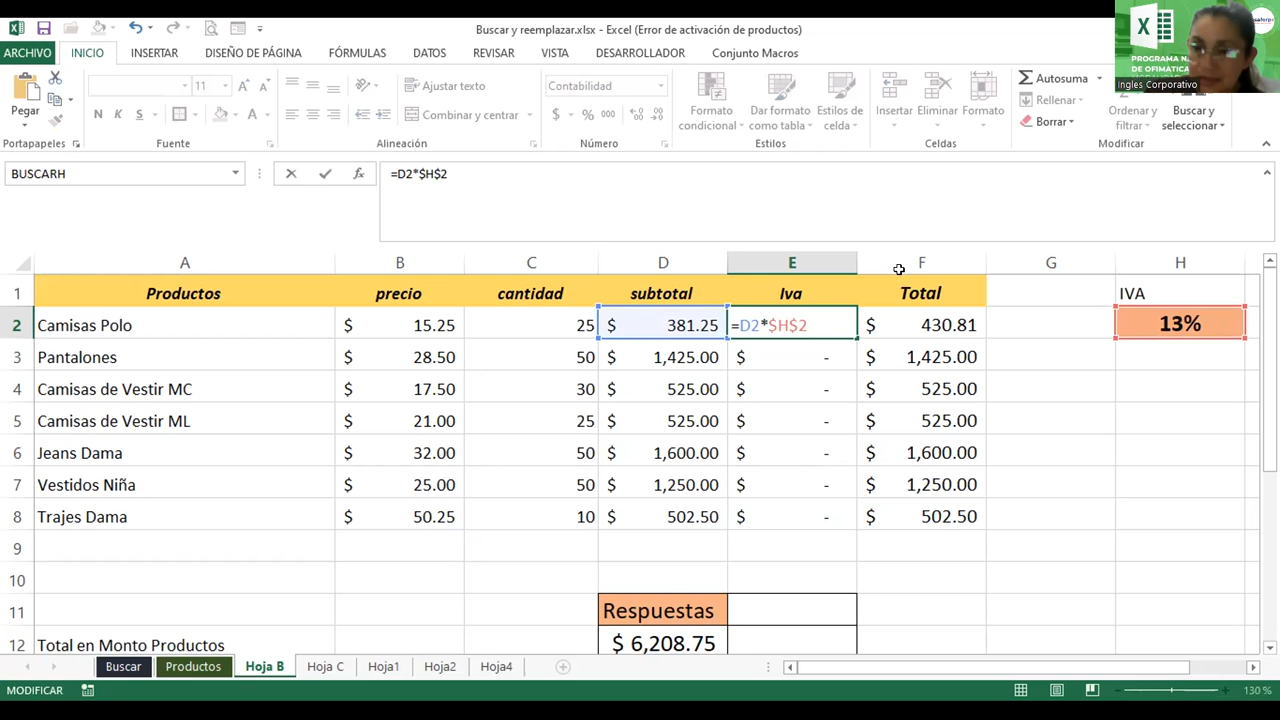 Buscar y reemplazar.xlsx - Excel (Error de activación de productos)
ARCHIVO INICIO INSERTAR DISEÑO DE PÁGINA FÓRMULAS DATOS REVISAR VISTA DESARROLLADOR Conjunto Macros
PROGRAMA N
DE OFIMÁTICA
Ingles Corporativo
Pegar
11
N K S
Ajustar texto
Combinar y centrar
Contabilidad
$ % 000
Formato condicional
Dar formato como tabla
Estilos de celda
Insertar Eliminar Formato
Autosuma
Rellenar
Borrar
Ordenar y filtrar
Buscar y seleccionar
Portapapeles Fuente Alineación Número Estilos Celdas Modificar
BUSCARH fx =D2*$H$2
A B C D E F G H
1 Productos precio cantidad subtotal Iva Total IVA
2 Camisas Polo $ 15.25 25 $ 381.25 =D2*$H$2 $ 430.81 13%
3 Pantalones $ 28.50 50 $ 1,425.00 $ - $ 1,425.00
4 Camisas de Vestir MC $ 17.50 30 $ 525.00 $ - $ 525.00
5 Camisas de Vestir ML $ 21.00 25 $ 525.00 $ - $ 525.00
6 Jeans Dama $ 32.00 50 $ 1,600.00 $ - $ 1,600.00
7 Vestidos Niña $ 25.00 50 $ 1,250.00 $ - $ 1,250.00
8 Trajes Dama $ 50.25 10 $ 502.50 $ - $ 502.50
9
10
11 Respuestas
12 Total en Monto Productos $ 6,208.75
Buscar Productos Hoja B Hoja C Hoja1 Hoja2 Hoja4
MODIFICAR 130 %